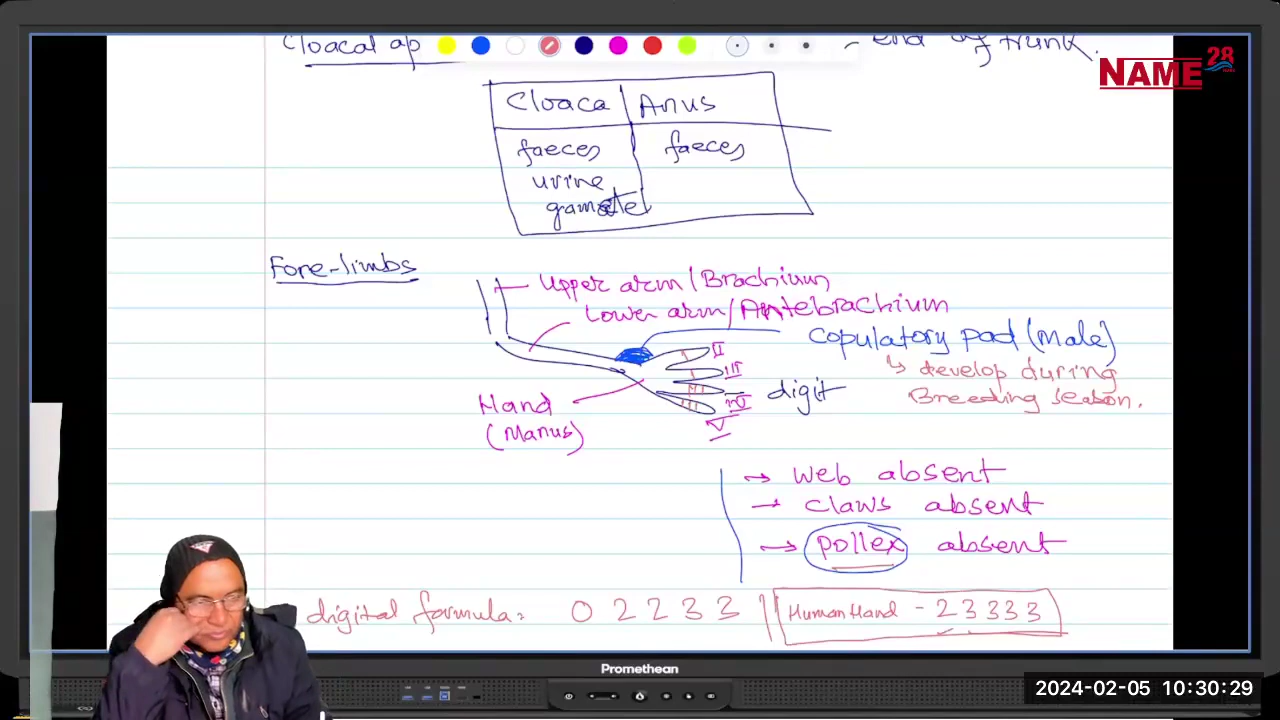 Cloacal ap
- end of trunk.
NAME 28
Cloaca | Anus
faeces faeces
urine
Fore-limbs
Upper arm/Brachium
Lower arm/Antebrachium
copulatory pad (Male)
↳ develop during
Breeding season.
II
III
IV
V
digit
Hand
(Manus)
→ web absent
→ claws absent
→ pollex absent
digital formula: 0 2 2 3 3 || Human Hand - 2 3 3 3 3
Promethean
2024-02-05 10:30:29